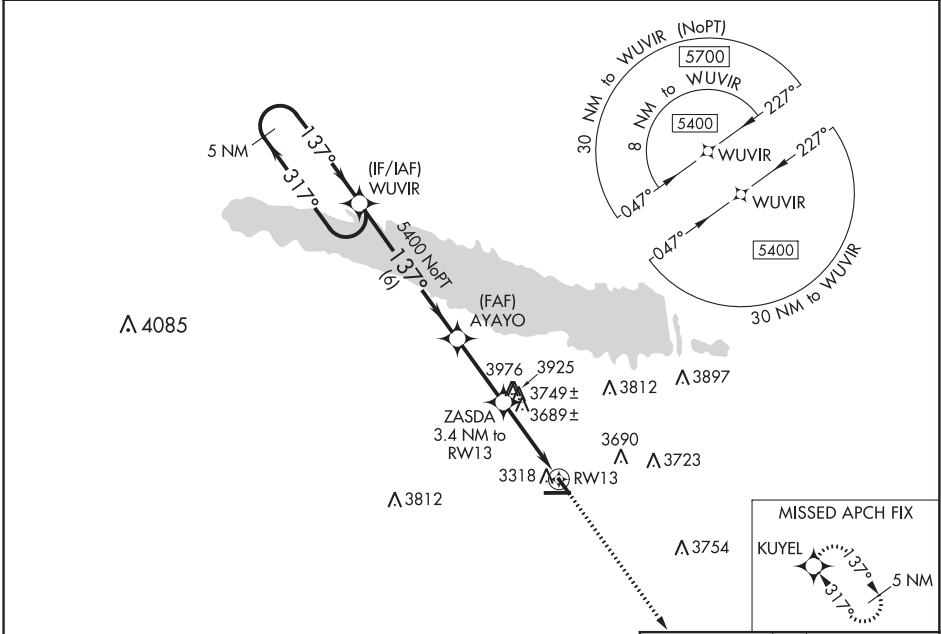 30 NM to WUVIR (NoPT)
5700
8 NM to WUVIR
5400
227°
WUVIR
047°
227°
WUVIR
047°
5400
30 NM to WUVIR
5 NM
137°
317°
(IF/IAF)
WUVIR
5400 NoPT
137°
(6)
(FAF)
AYAYO
4085
3976
3925
3749±
3689±
3812
3897
ZASDA
3.4 NM to
RW13
3690
3723
3318
RW13
3812
3754
MISSED APCH FIX
KUYEL
137°
317°
5 NM